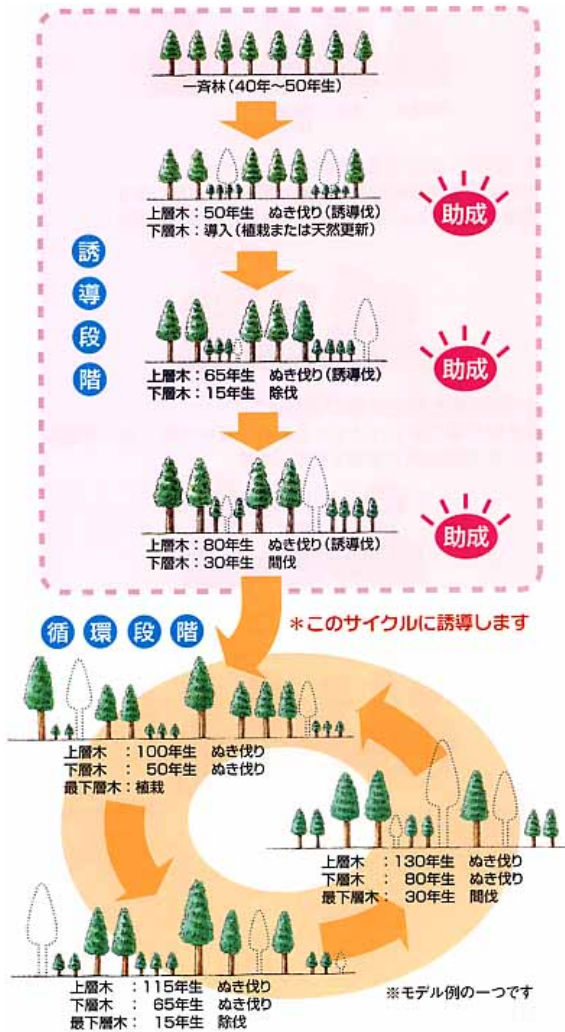 一斉林(40年～50年生)
上層木：50年生　ぬき伐り(誘導伐)
下層木：導入(植栽または天然更新)
助成
誘導段階
上層木：65年生　ぬき伐り(誘導伐)
下層木：15年生　除伐
助成
上層木：80年生　ぬき伐り(誘導伐)
下層木：30年生　間伐
助成
循環段階
＊このサイクルに誘導します
上層木　：100年生　ぬき伐り
下層木　：　50年生　ぬき伐り
最下層木：植栽
上層木　：130年生　ぬき伐り
下層木　：　80年生　ぬき伐り
最下層木：　30年生　間伐
上層木　：115年生　ぬき伐り
下層木　：　65年生　ぬき伐り
最下層木：　15年生　除伐
※モデル例の一つです